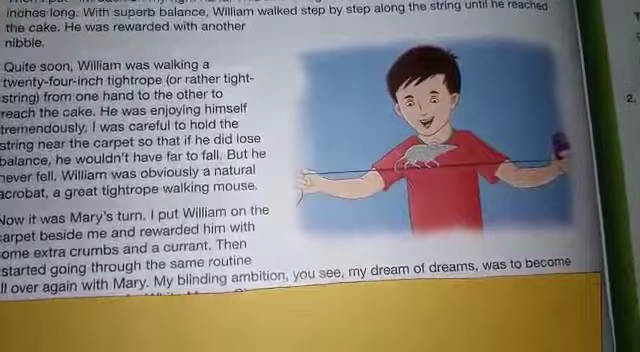 inches long. With superb balance, William walked step by step along the string until he reached
the cake. He was rewarded with another
nibble.
Quite soon, William was walking a
twenty-four-inch tightrope (or rather tight-
string) from one hand to the other to
reach the cake. He was enjoying himself
tremendously. I was careful to hold the
string near the carpet so that if he did lose
balance, he wouldn't have far to fall. But he
never fell. William was obviously a natural
acrobat, a great tightrope walking mouse.
Now it was Mary's turn. I put William on the
carpet beside me and rewarded him with
ome extra crumbs and a currant. Then
started going through the same routine
ll over again with Mary. My blinding ambition, you see, my dream of dreams, was to become
2.